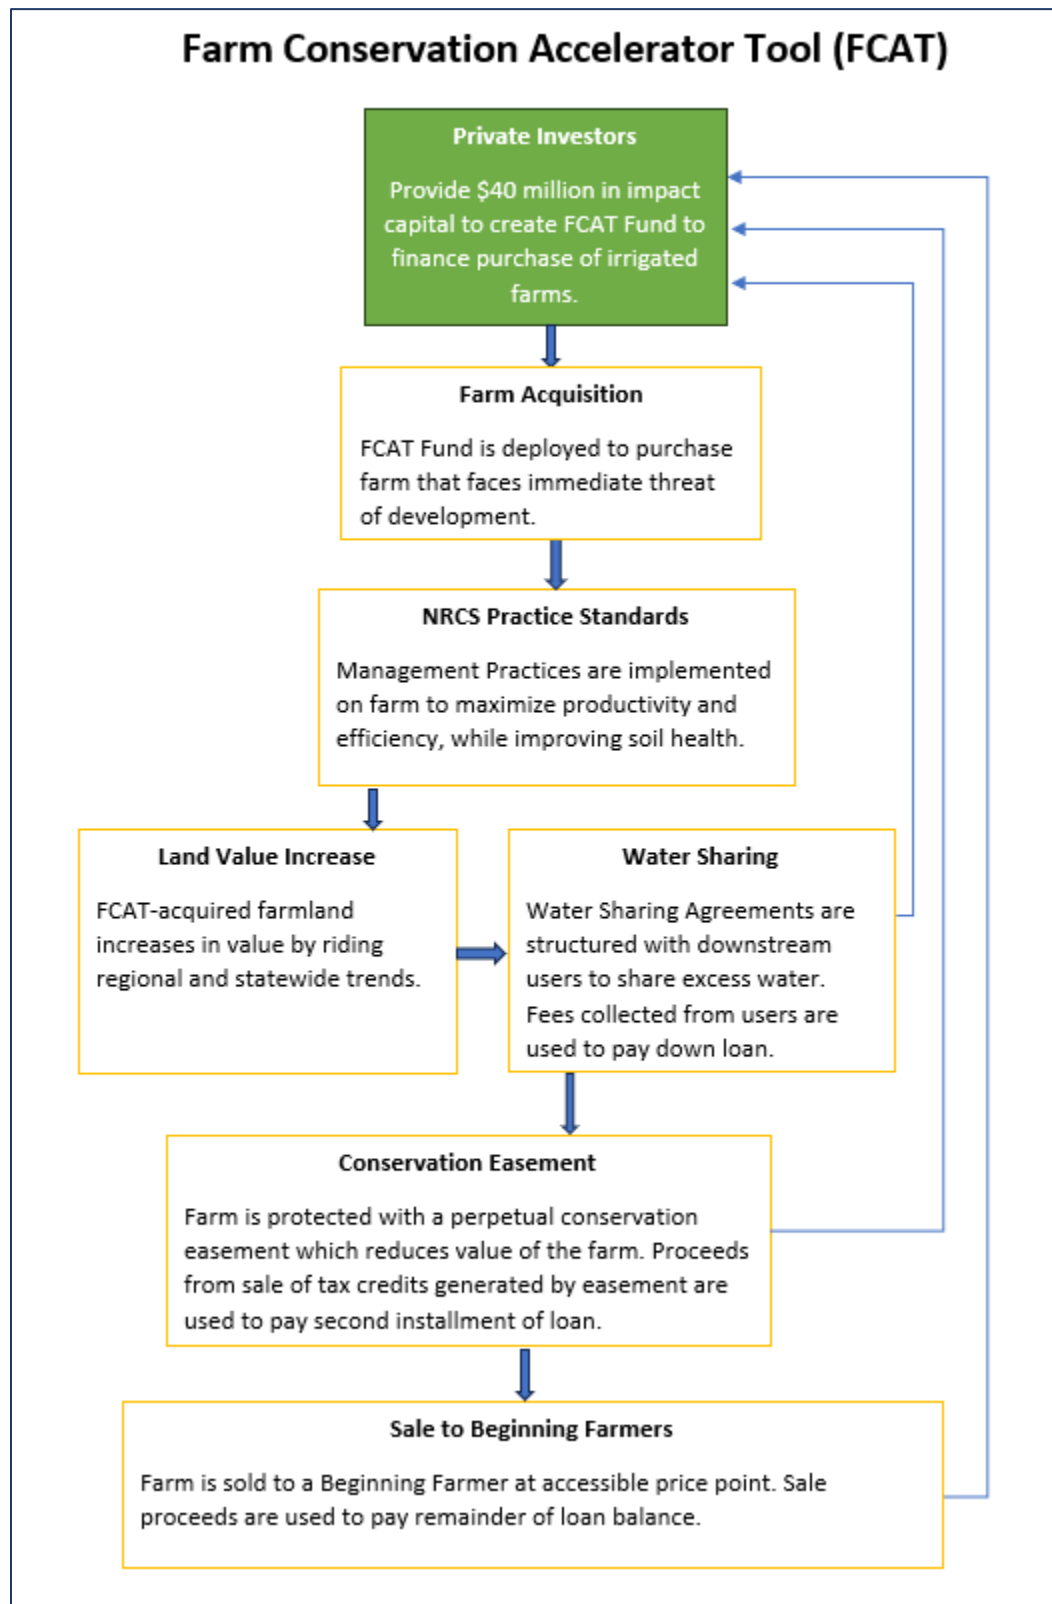 Farm Conservation Accelerator Tool (FCAT)
Private Investors
Provide $40 million in impact
capital to create FCAT Fund to
finance purchase of irrigated
farms.
Farm Acquisition
FCAT Fund is deployed to purchase
farm that faces immediate threat
of development.
NRCS Practice Standards
Management Practices are implemented
on farm to maximize productivity and
efficiency, while improving soil health.
Land Value Increase
FCAT-acquired farmland
increases in value by riding
regional and statewide trends.
Water Sharing
Water Sharing Agreements are
structured with downstream
users to share excess water.
Fees collected from users are
used to pay down loan.
Conservation Easement
Farm is protected with a perpetual conservation
easement which reduces value of the farm. Proceeds
from sale of tax credits generated by easement are
used to pay second installment of loan.
Sale to Beginning Farmers
Farm is sold to a Beginning Farmer at accessible price point. Sale
proceeds are used to pay remainder of loan balance.